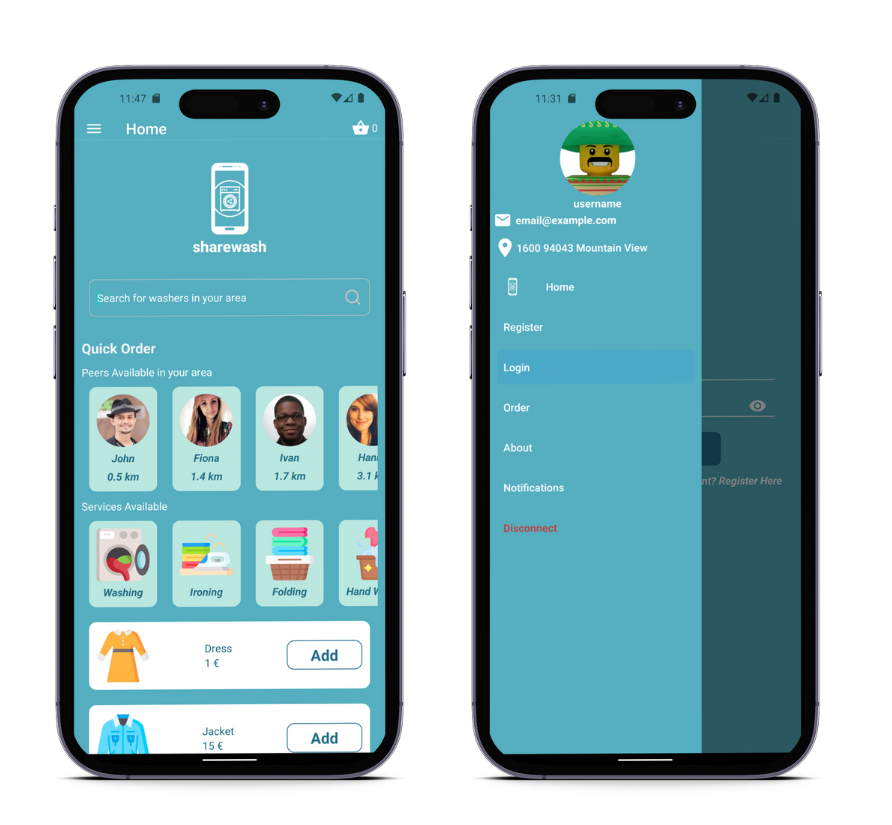 11:47
Home
0
sharewash
Search for washers in your area
Quick Order
Peers Available in your area
John
Fiona
Ivan
0.5 km
1.4 km
1.7 km
3.1
Services Available
Washing
Ironing
Folding
Hand
Dress
1 €
Add
Jacket
15 €
Add
11:31
username
email@example.com
1600 94043 Mountain View
Home
Register
Login
Order
About
Notifications
Disconnect
nt? Register Here